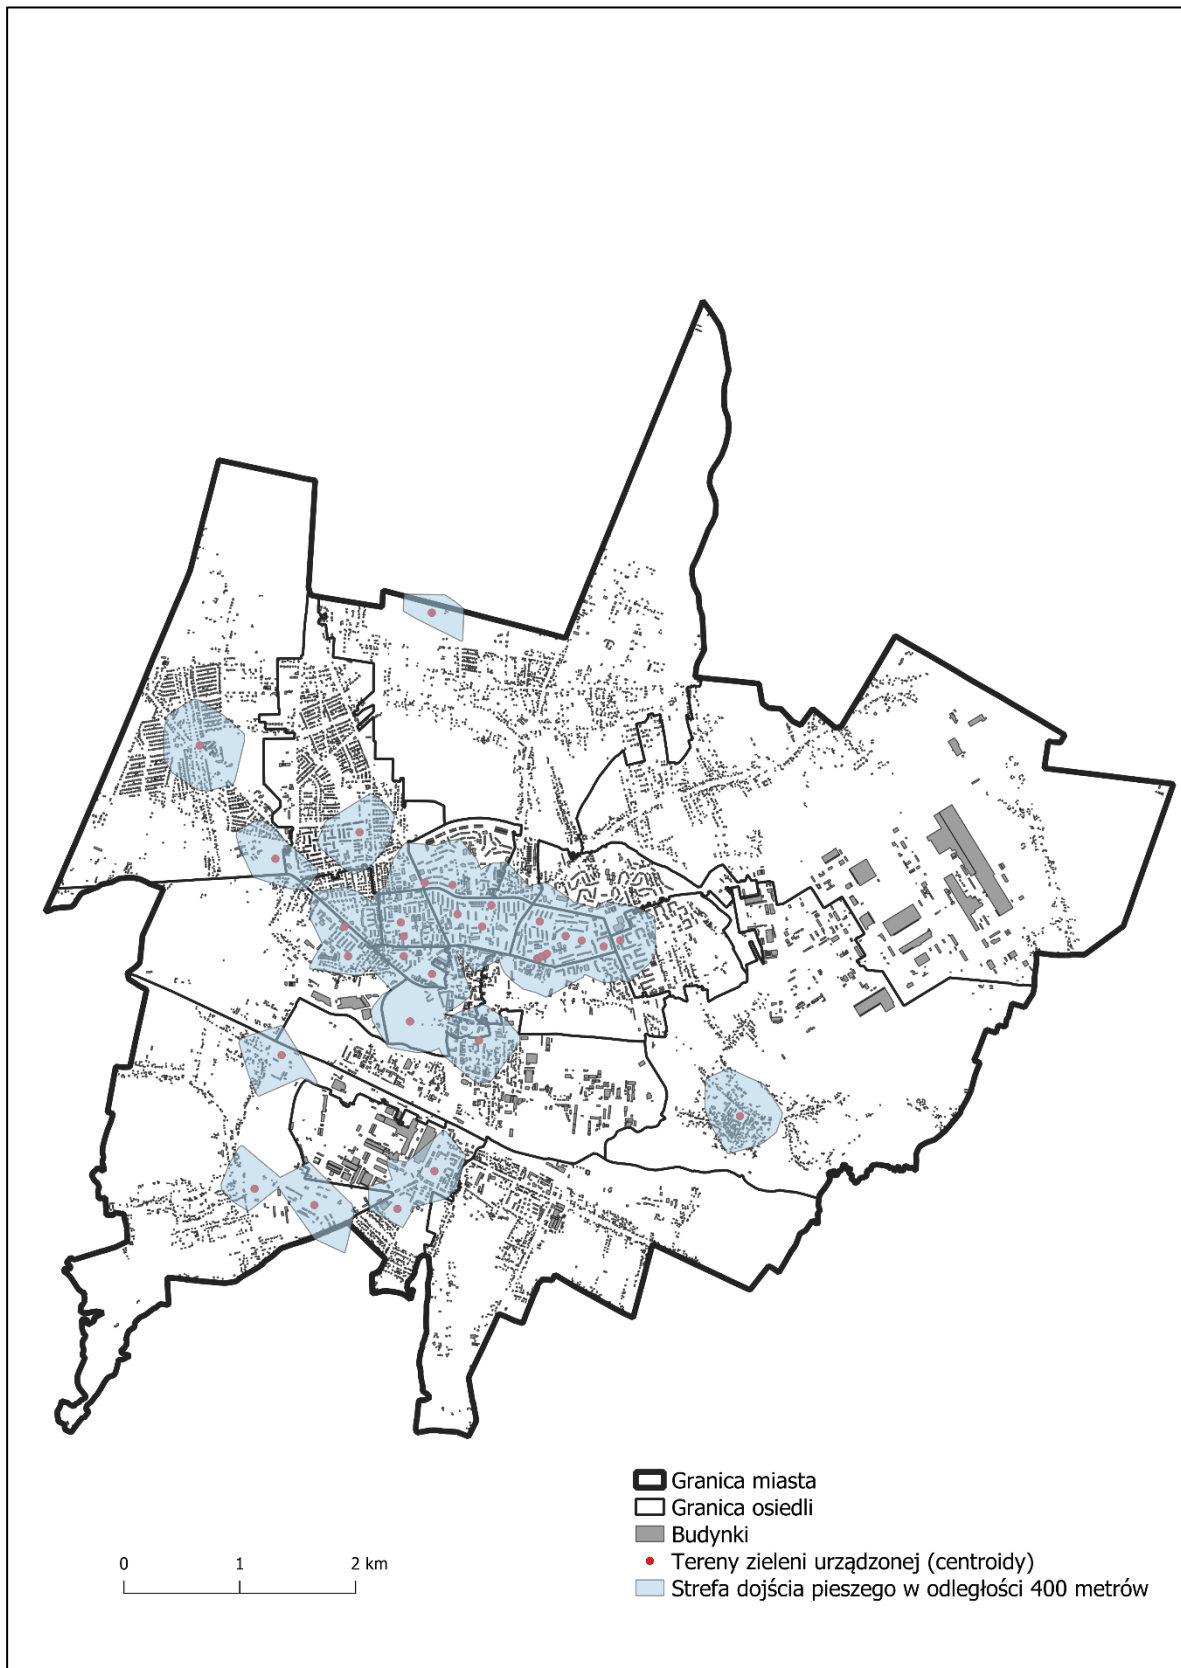 Granica miasta
Granica osiedli
Budynki
Tereny zieleni urządzonej (centroidy)
Strefa dojścia pieszego w odległości 400 metrów
0 1 2 km